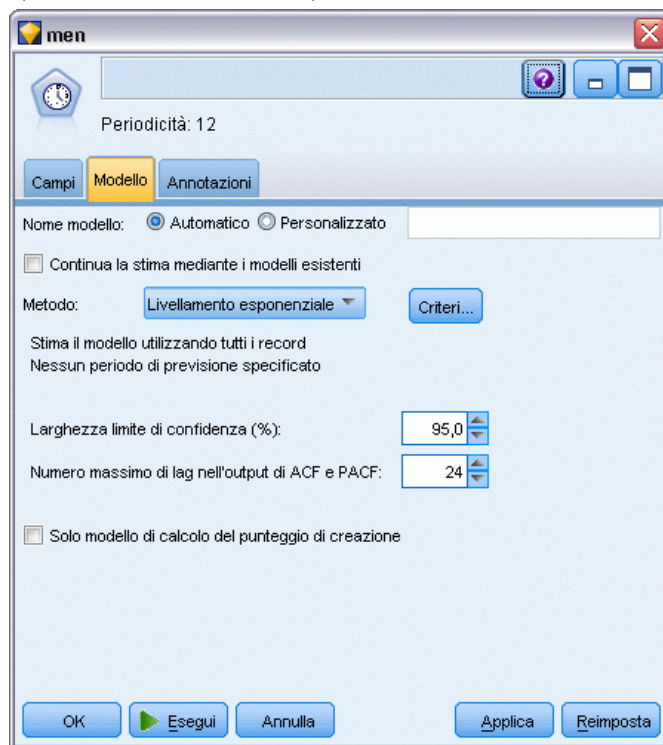 men
Periodicità: 12
Campi Modello Annotazioni
Nome modello: Automatico Personalizzato
Continua la stima mediante i modelli esistenti
Metodo: Livellamento esponenziale Criteri...
Stima il modello utilizzando tutti i record
Nessun periodo di previsione specificato
Larghezza limite di confidenza (%): 95,0
Numero massimo di lag nell'output di ACF e PACF: 24
Solo modello di calcolo del punteggio di creazione
OK Esegui Annulla Applica Reimposta